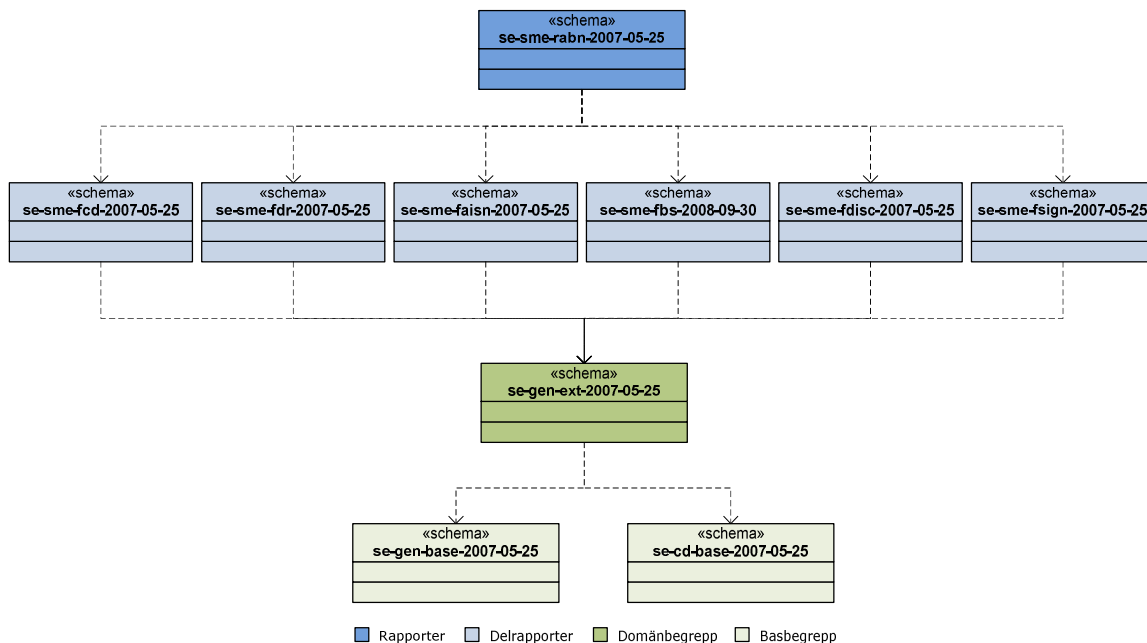 «schema»
se-sme-rabn-2007-05-25
«schema»
se-sme-fcd-2007-05-25
«schema»
se-sme-fdr-2007-05-25
«schema»
se-sme-faisn-2007-05-25
«schema»
se-sme-fbs-2008-09-30
«schema»
se-sme-fdisc-2007-05-25
«schema»
se-sme-fsign-2007-05-25
«schema»
se-gen-ext-2007-05-25
«schema»
se-gen-base-2007-05-25
«schema»
se-cd-base-2007-05-25
Rapporter
Delrapporter
Domänbegrepp
Basbegrepp